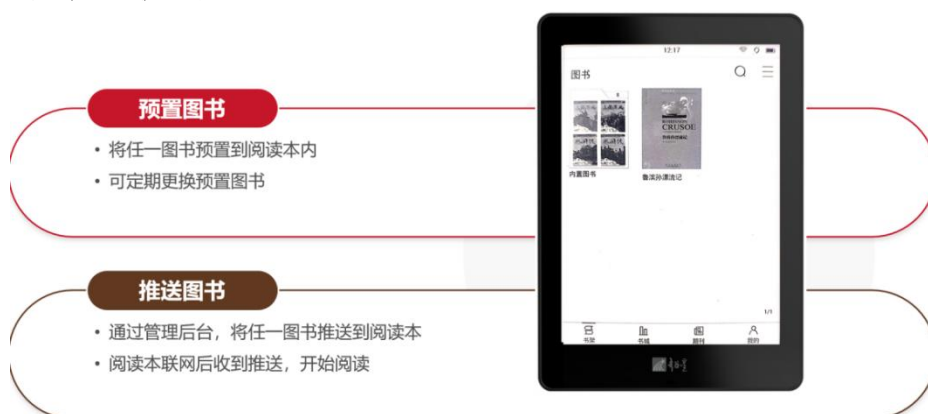 预置图书
· 将任一图书预置到阅读本内
· 可定期更换预置图书
推送图书
· 通过管理后台，将任一图书推送到阅读本
· 阅读本联网后收到推送，开始阅读
12:17
图书
CRUSOE
内置图书
鲁滨孙漂流记
1/1
书架
书城
期刊
我的